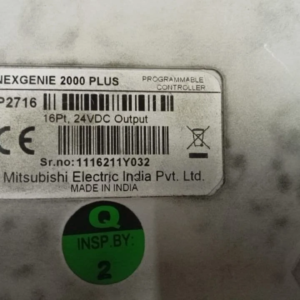 NEXGENIE 2000 PLUS
PROGRAMMABLE
CONTROLLER
P2716
16Pt, 24VDC Output
CE
Sr.no:1116211Y032
Mitsubishi Electric India Pvt. Ltd.
MADE IN INDIA
Q
INSP.BY:
2